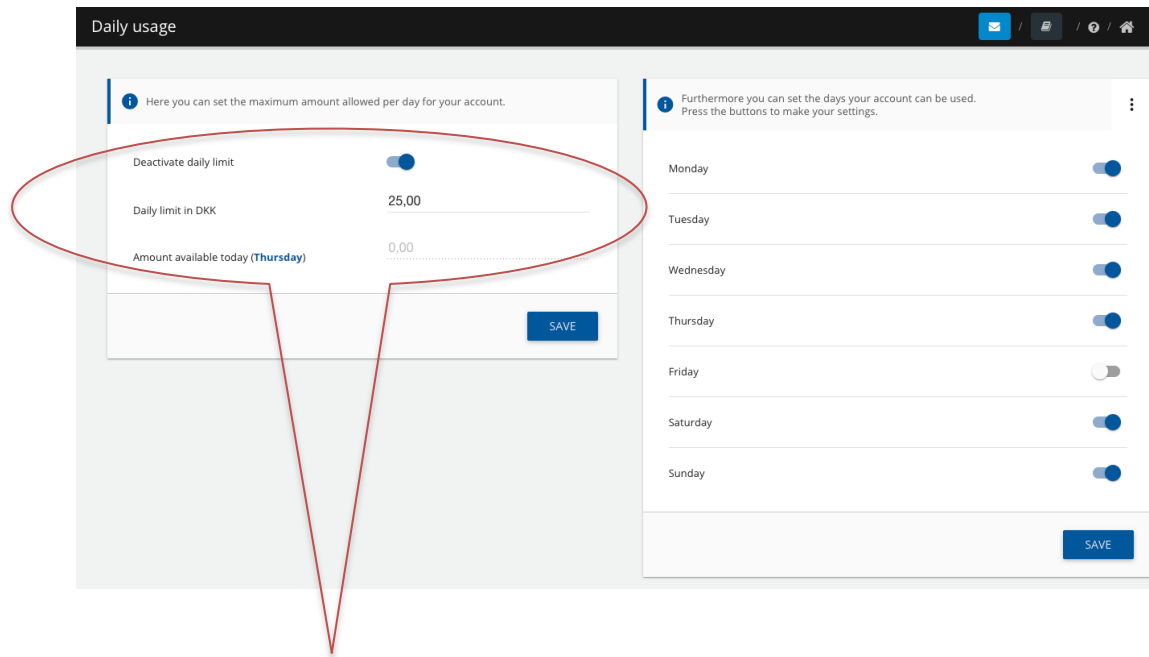 Daily usage
/ / /
Here you can set the maximum amount allowed per day for your account.
Deactivate daily limit
Daily limit in DKK 25,00
Amount available today (Thursday) 0,00
SAVE
Furthermore you can set the days your account can be used.
Press the buttons to make your settings.
Monday
Tuesday
Wednesday
Thursday
Friday
Saturday
Sunday
SAVE